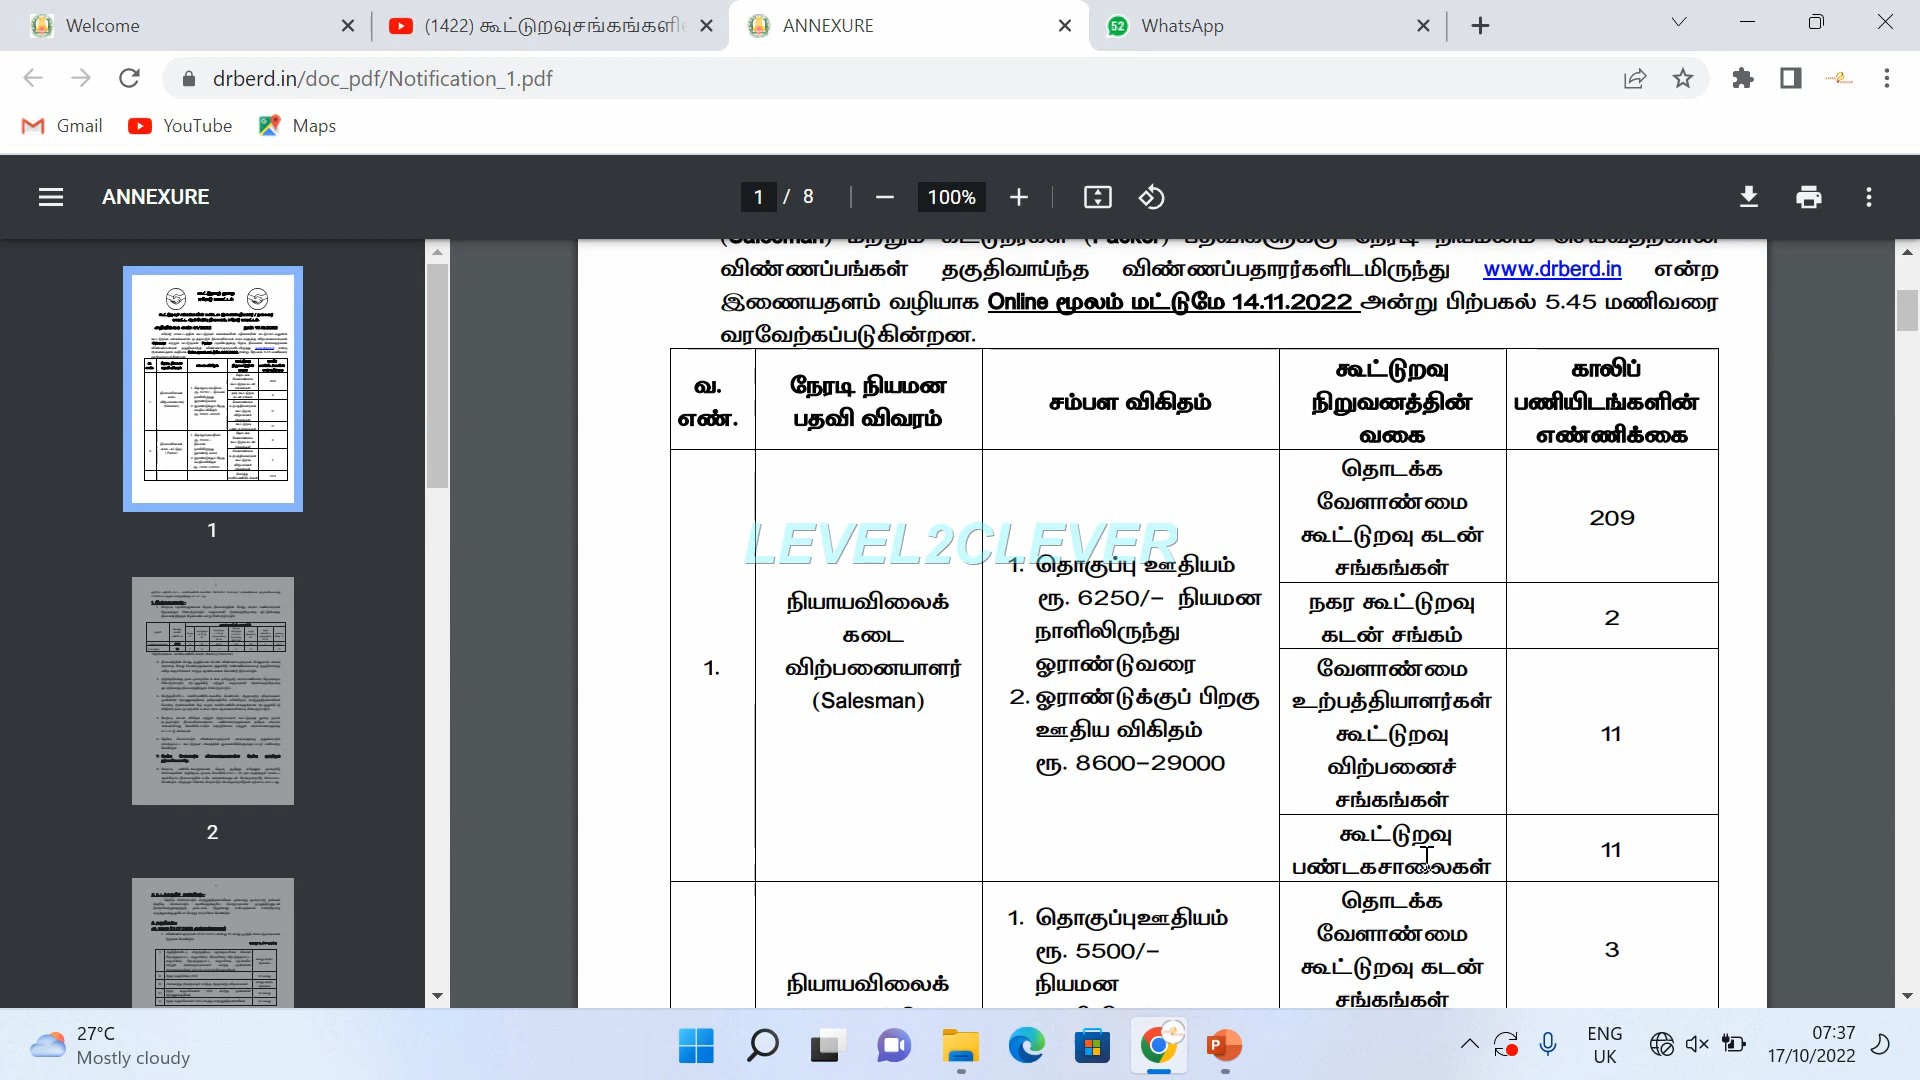 Welcome
(1422) கூட்டுறவுசங்கங்களி
ANNEXURE
52
WhatsApp
drberd.in/doc_pdf/Notification_1.pdf
Gmail
YouTube
Maps
ANNEXURE
1 / 8
100%
விண்ணப்பங்கள் தகுதிவாய்ந்த விண்ணப்பதாரர்களிடமிருந்து www.drberd.in என்ற
இணையதளம் வழியாக Online மூலம் மட்டுமே 14.11.2022 அன்று பிற்பகல் 5.45 மணிவரை
வரவேற்கப்படுகின்றன.
வ.
எண்.
நேரடி நியமன
பதவி விவரம்
சம்பள விகிதம்
கூட்டுறவு
நிறுவனத்தின்
வகை
காலிப்
பணியிடங்களின்
எண்ணிக்கை
1.
நியாயவிலைக்
கடை
விற்பனையாளர்
(Salesman)
LEVEL2CLEVER
1. தொகுப்பு ஊதியம்
ரூ. 6250/- நியமன
நாளிலிருந்து
ஓராண்டுவரை
2. ஓராண்டுக்குப் பிறகு
ஊதிய விகிதம்
ரூ. 8600-29000
தொடக்க
வேளாண்மை
கூட்டுறவு கடன்
சங்கங்கள்
209
நகர கூட்டுறவு
கடன் சங்கம்
2
வேளாண்மை
உற்பத்தியாளர்கள்
கூட்டுறவு
விற்பனைச்
சங்கங்கள்
11
கூட்டுறவு
பண்டகசாலைகள்
11
நியாயவிலைக்
1. தொகுப்புஊதியம்
ரூ. 5500/-
நியமன
தொடக்க
வேளாண்மை
கூட்டுறவு கடன்
சங்கங்கள்
3
1
2
27°C
Mostly cloudy
ENG
UK
07:37
17/10/2022